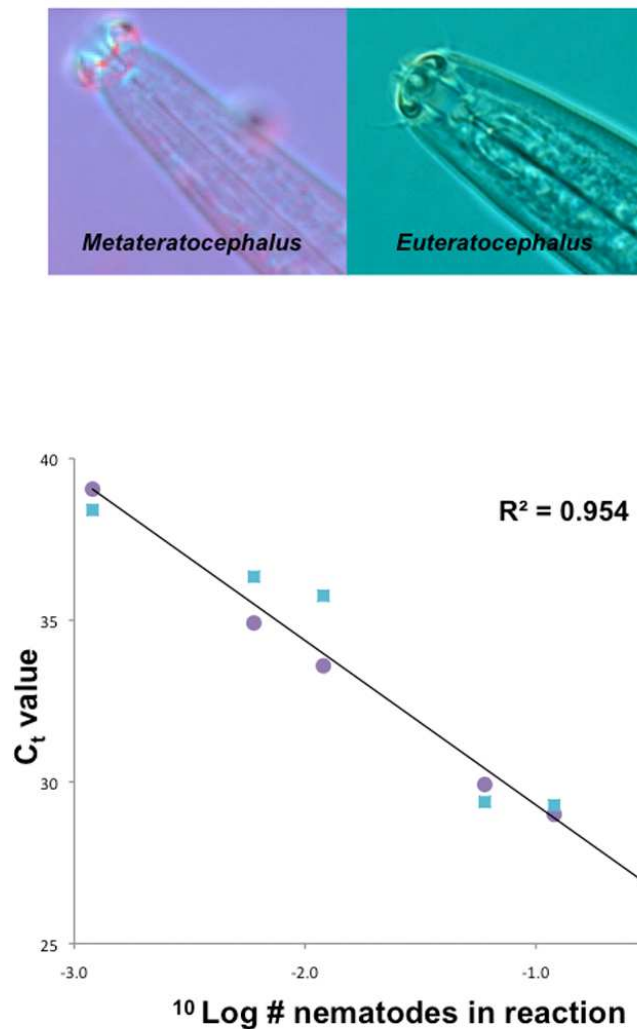 Metateratocephalus Euteratocephalus
40
R² = 0.954
35
Cₜ value
30
25
-3.0 -2.0 -1.0
¹⁰ Log # nematodes in reaction